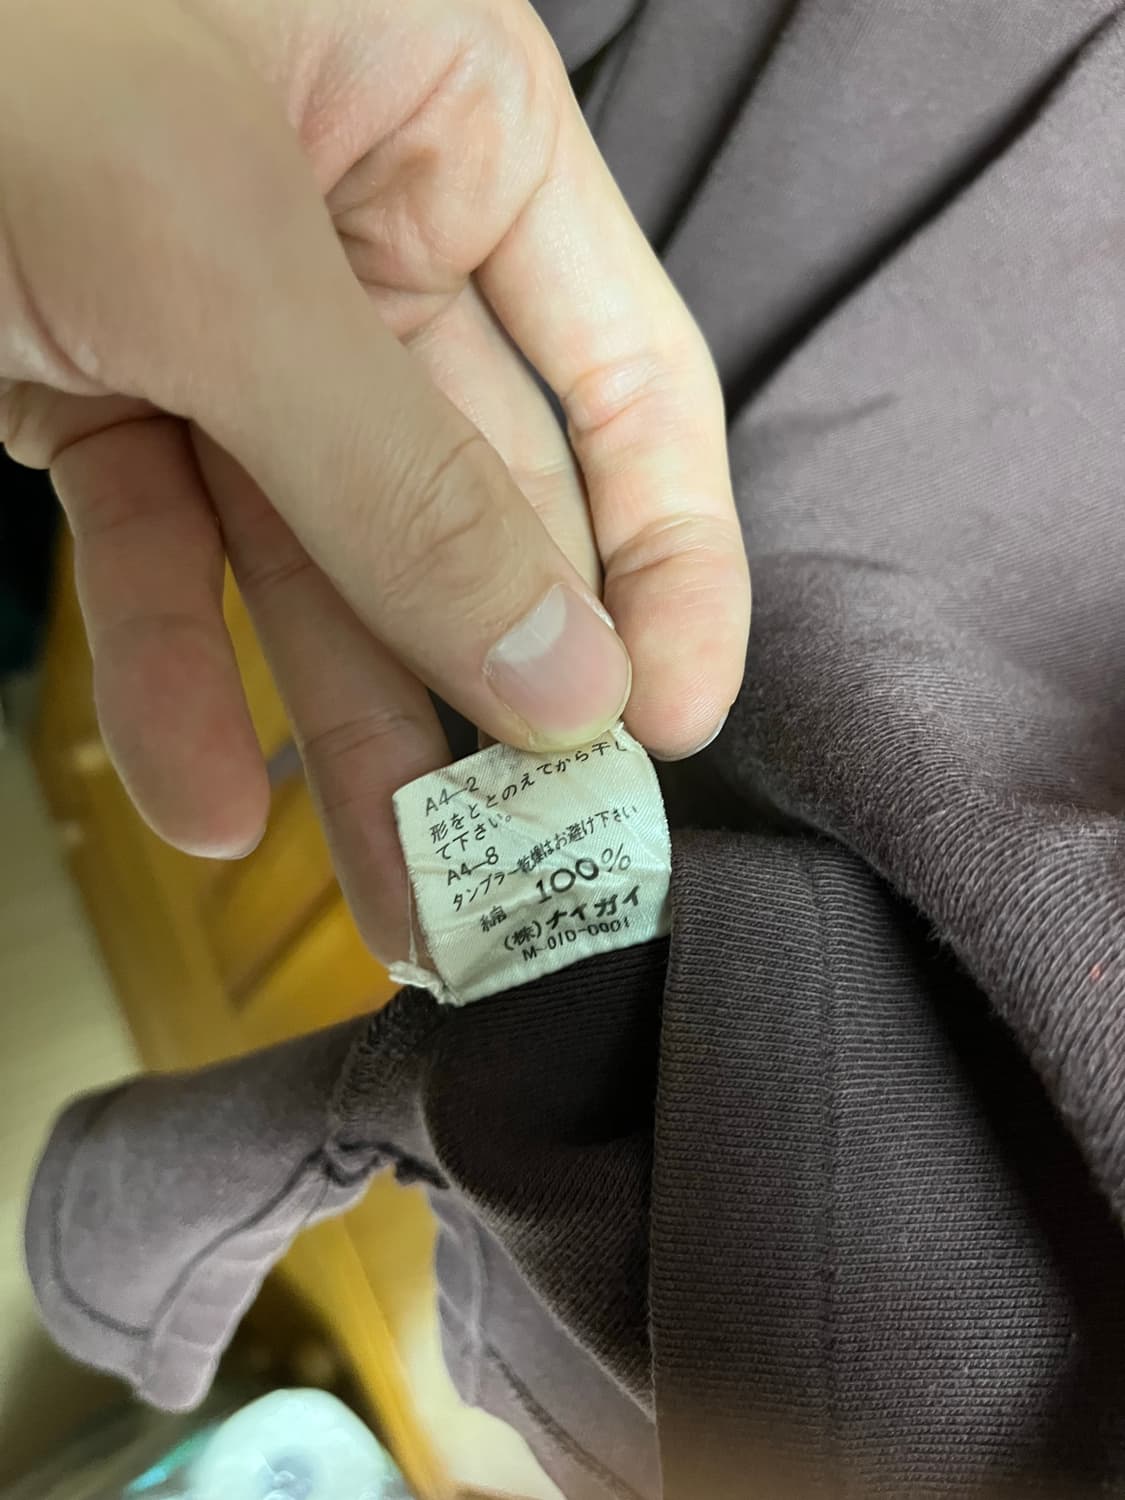 A4-2
形をととのえてから干し
て下さい。
A4-8
タンブラー乾燥はお避け下さい
綿 100%
(株)ナイガイ
M-010-0001